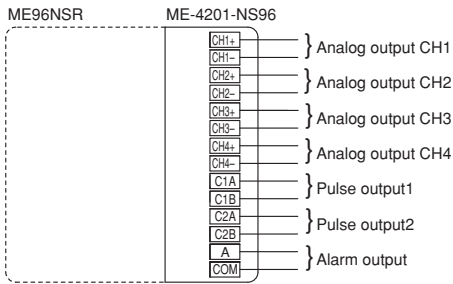 ME96NSR ME-4201-NS96
CH1+
CH1−
Analog output CH1
CH2+
CH2−
Analog output CH2
CH3+
CH3−
Analog output CH3
CH4+
CH4−
Analog output CH4
C1A
C1B
Pulse output1
C2A
C2B
Pulse output2
A
COM
Alarm output